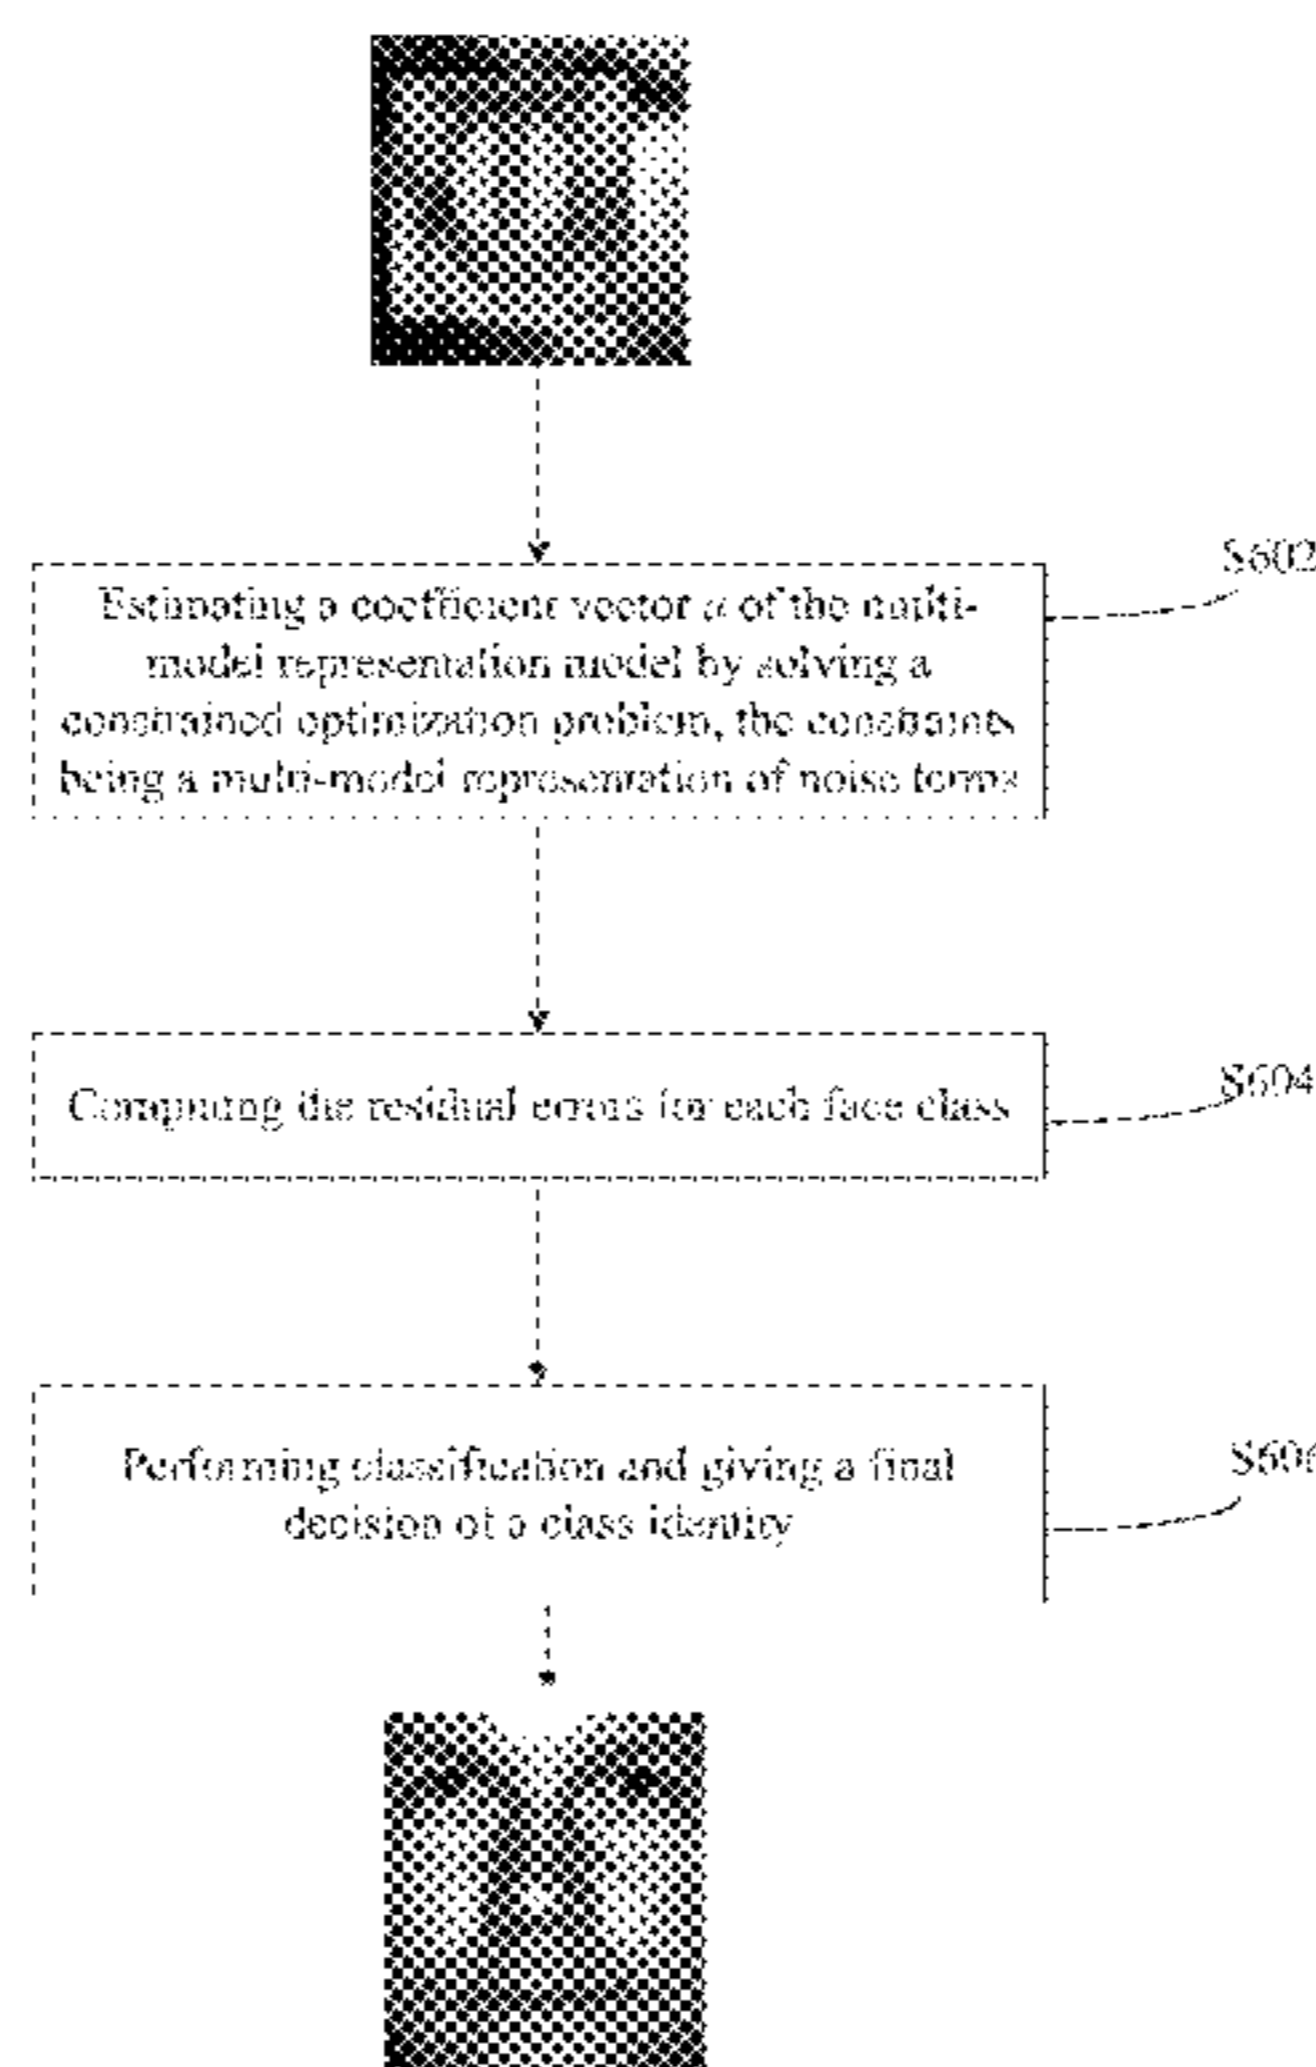 S602
Estimating a coefficient vector a of the multi-
model representation model by solving a
constrained optimization problem, the constraints
being a multi-model representation of noise terms
S604
Computing the residual errors for each face class
S606
Performing classification and giving a final
decision of a class identity